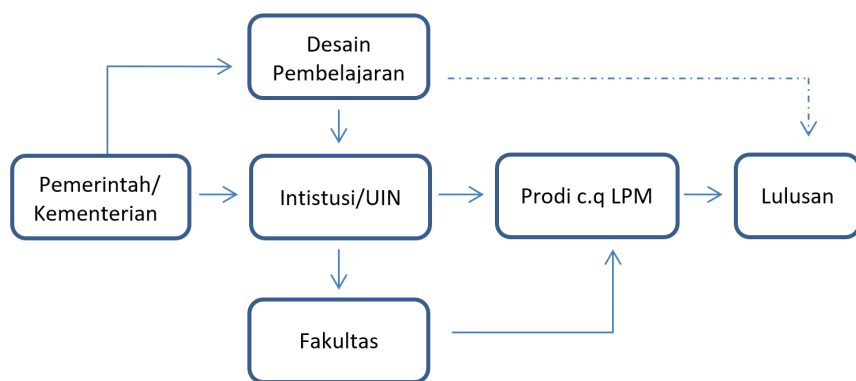 Desain
Pembelajaran
Pemerintah/
Kementerian
Intistusi/UIN
Prodi c.q LPM
Lulusan
Fakultas